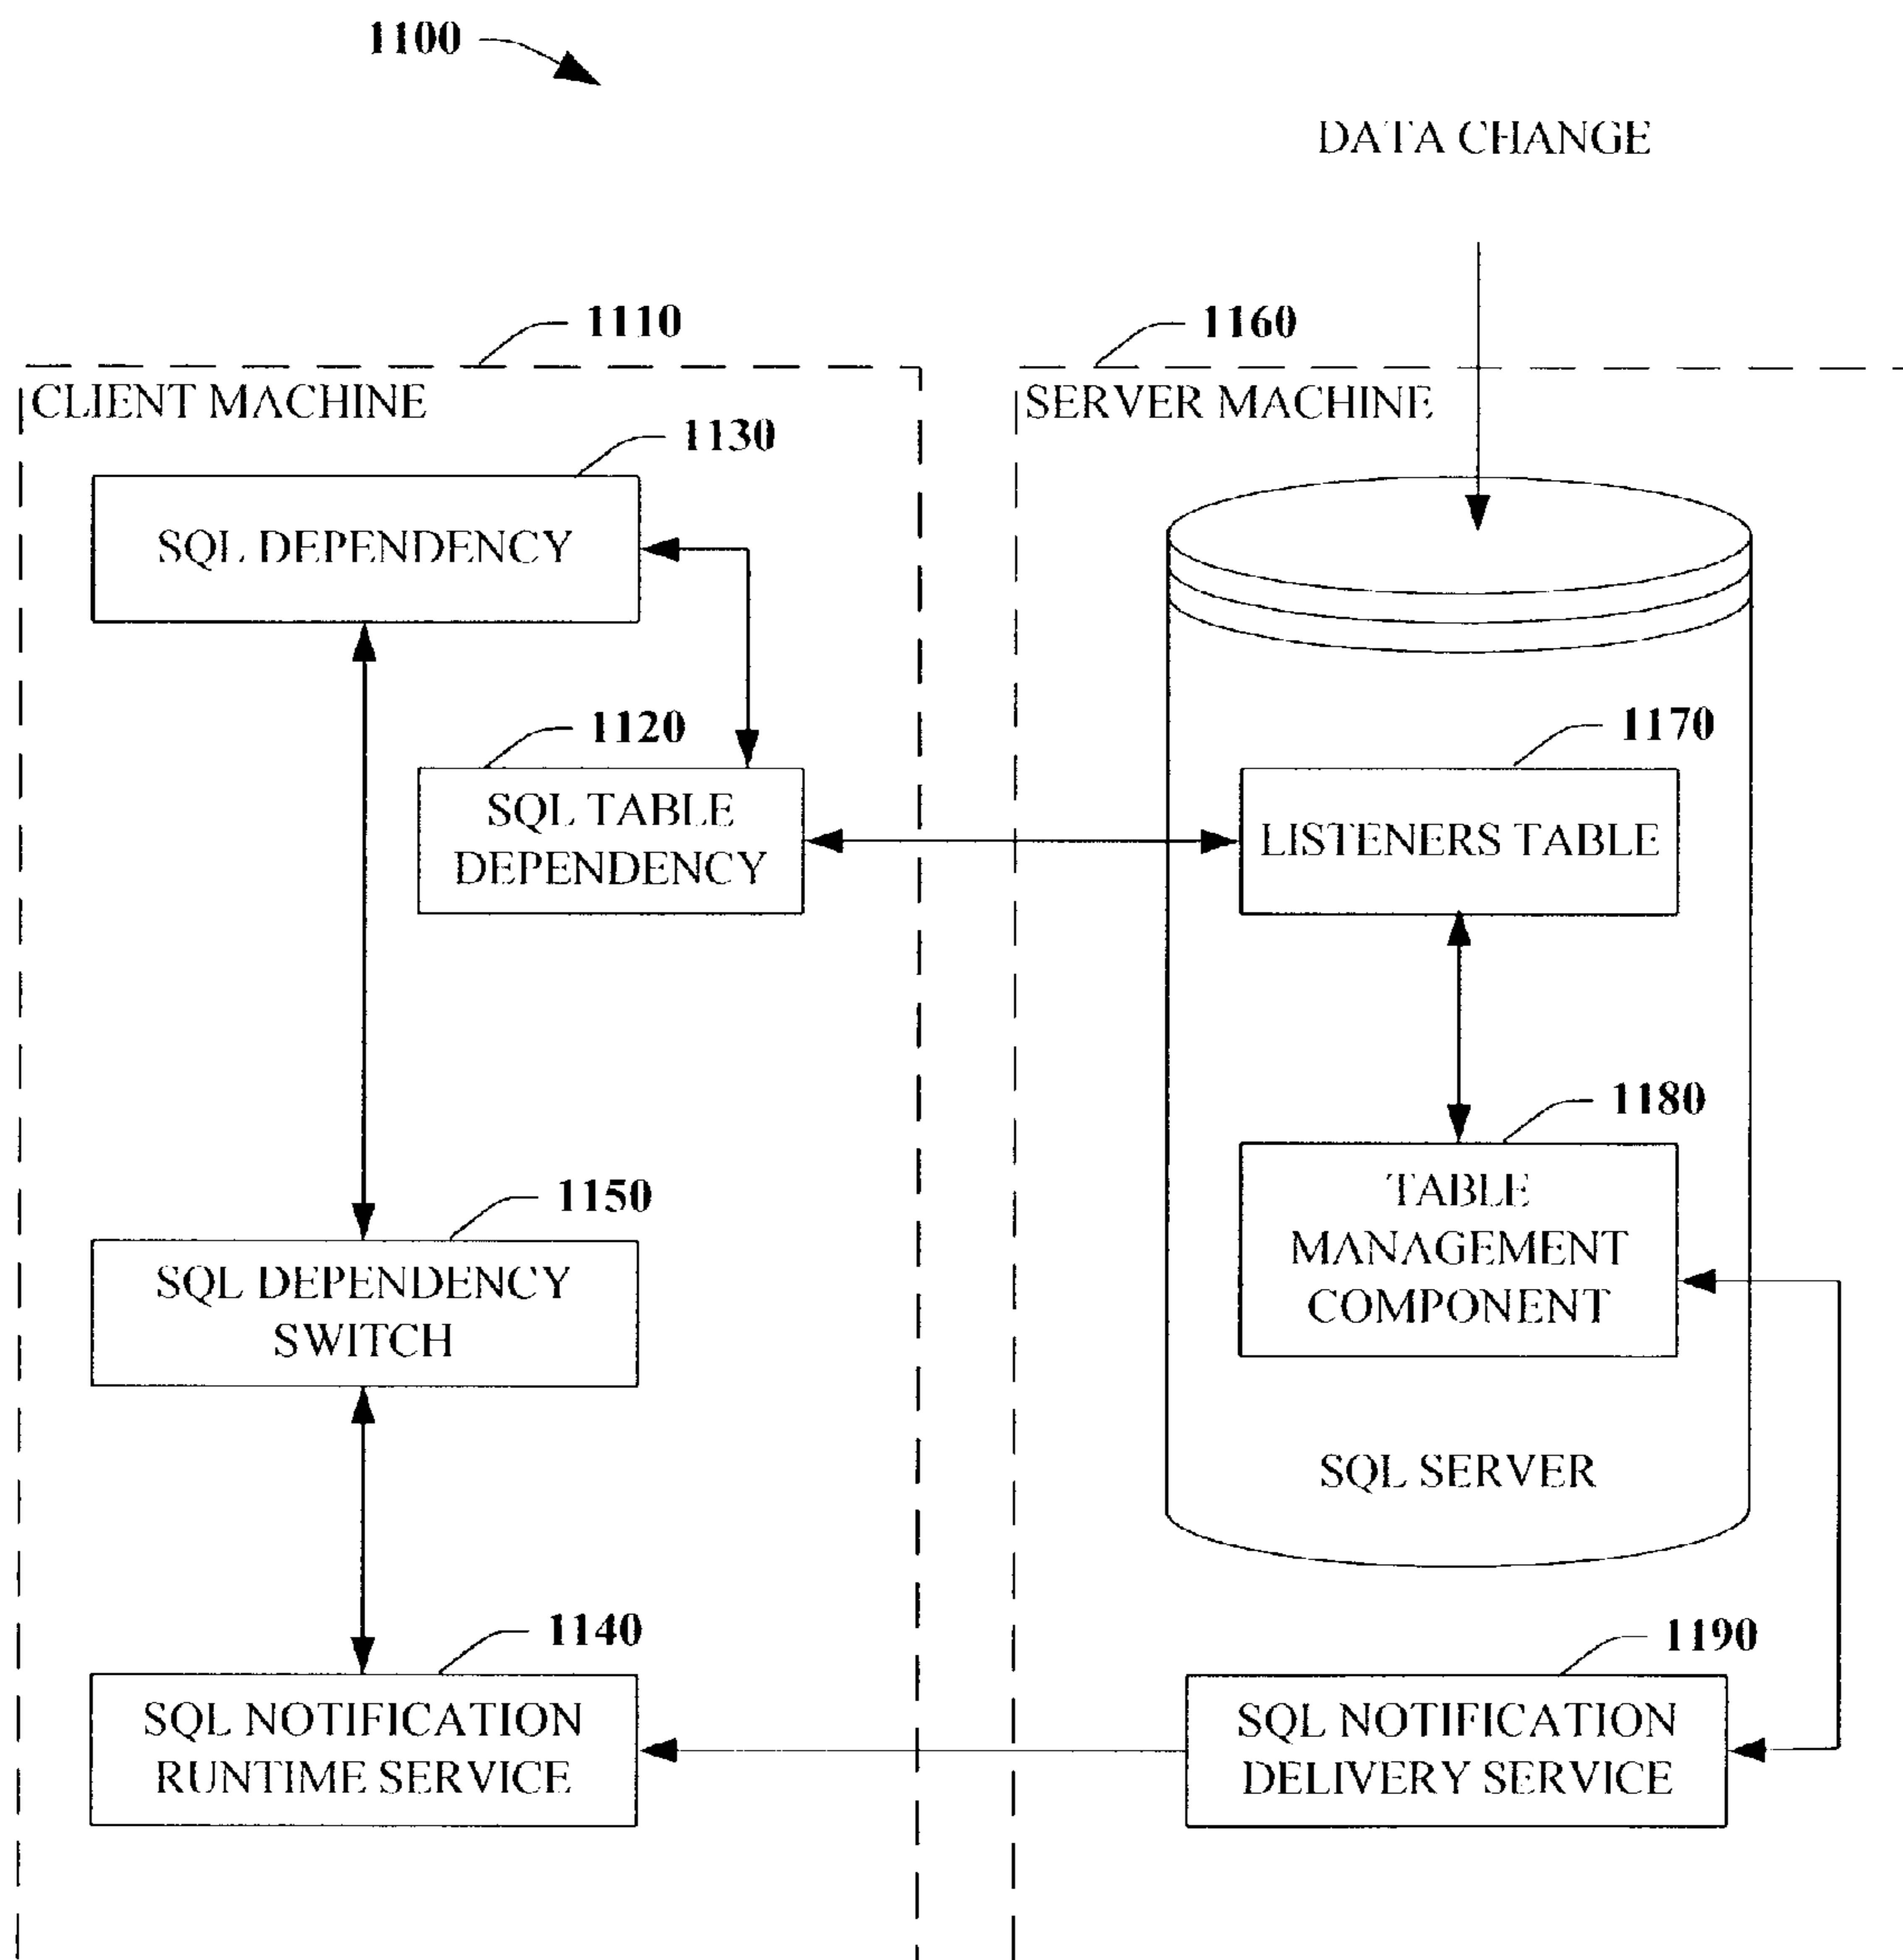 1100
DATA CHANGE
1110
1160
CLIENT MACHINE
SERVER MACHINE
1130
SQL DEPENDENCY
1120
1170
SQL TABLE
DEPENDENCY
LISTENERS TABLE
1180
1150
TABLE
MANAGEMENT
COMPONENT
SQL DEPENDENCY
SWITCH
SQL SERVER
1140
1190
SQL NOTIFICATION
RUNTIME SERVICE
SQL NOTIFICATION
DELIVERY SERVICE